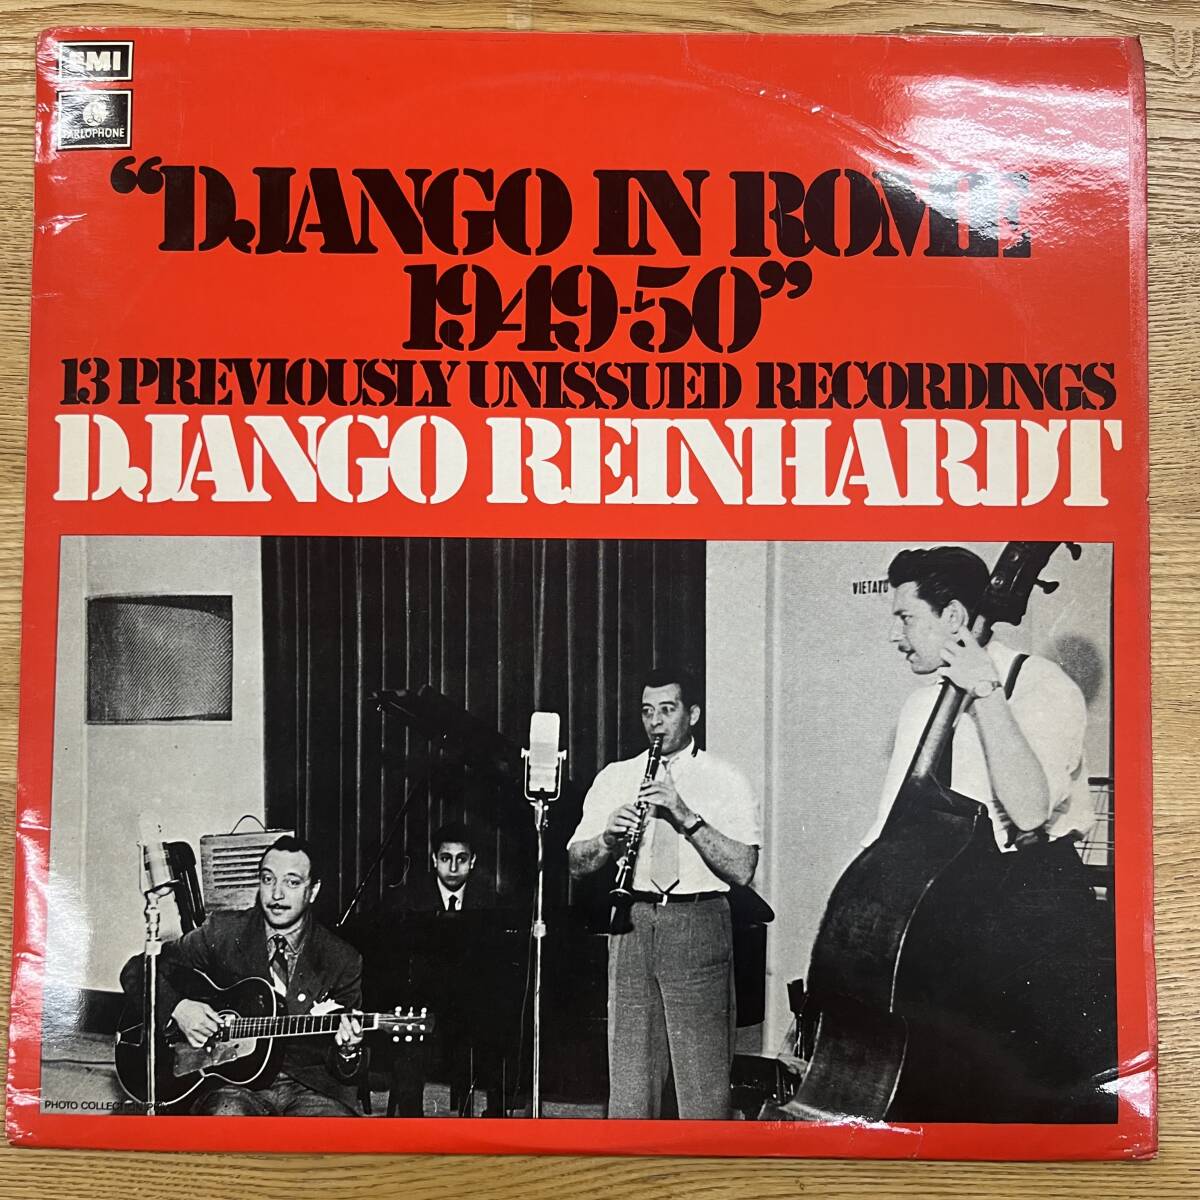 EMI
PARLOPHONE
“DJANGO IN ROME
1949-50”
13 PREVIOUSLY UNISSUED RECORDINGS
DJANGO REINHARDT
VIETATO
PHOTO COLLECTION